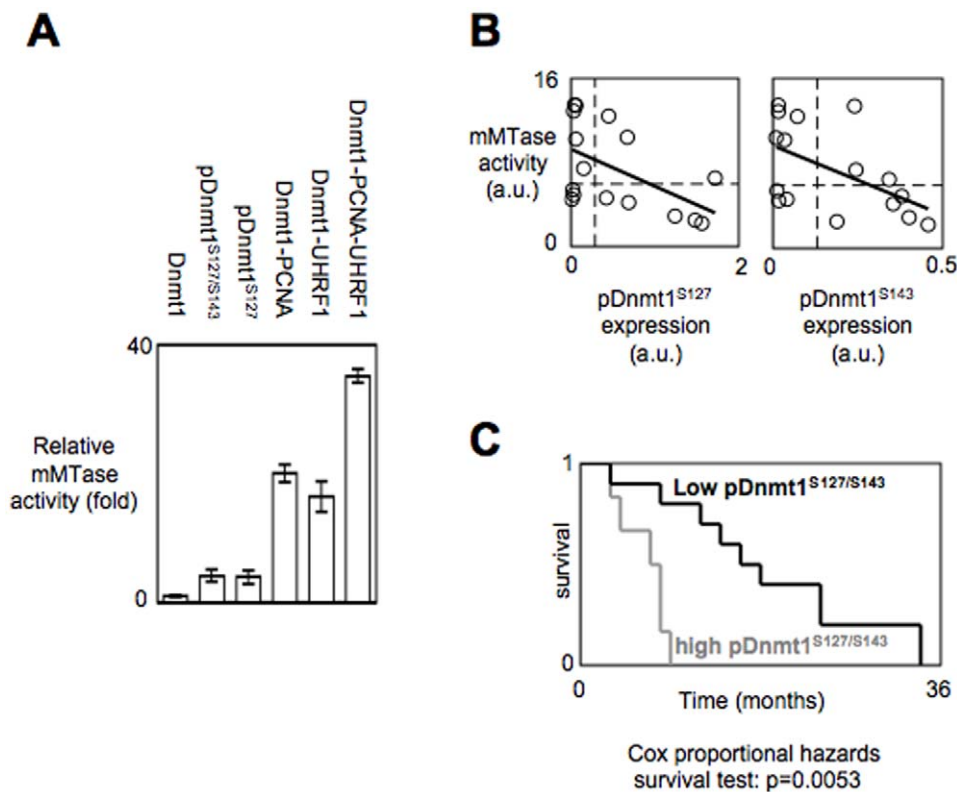 A
Dnmt1
pDnmt1S127/S143
pDnmt1S127
Dnmt1-PCNA
Dnmt1-UHRF1
Dnmt1-PCNA-UHRF1
40
Relative
mMTase
activity (fold)
0
B
16
mMTase
activity
(a.u.)
0
0
2
0
0.5
pDnmt1S127
expression
(a.u.)
pDnmt1S143
expression
(a.u.)
C
1
Low pDnmt1S127/S143
survival
high pDnmt1S127/S143
0
0
36
Time (months)
Cox proportional hazards
survival test: p=0.0053